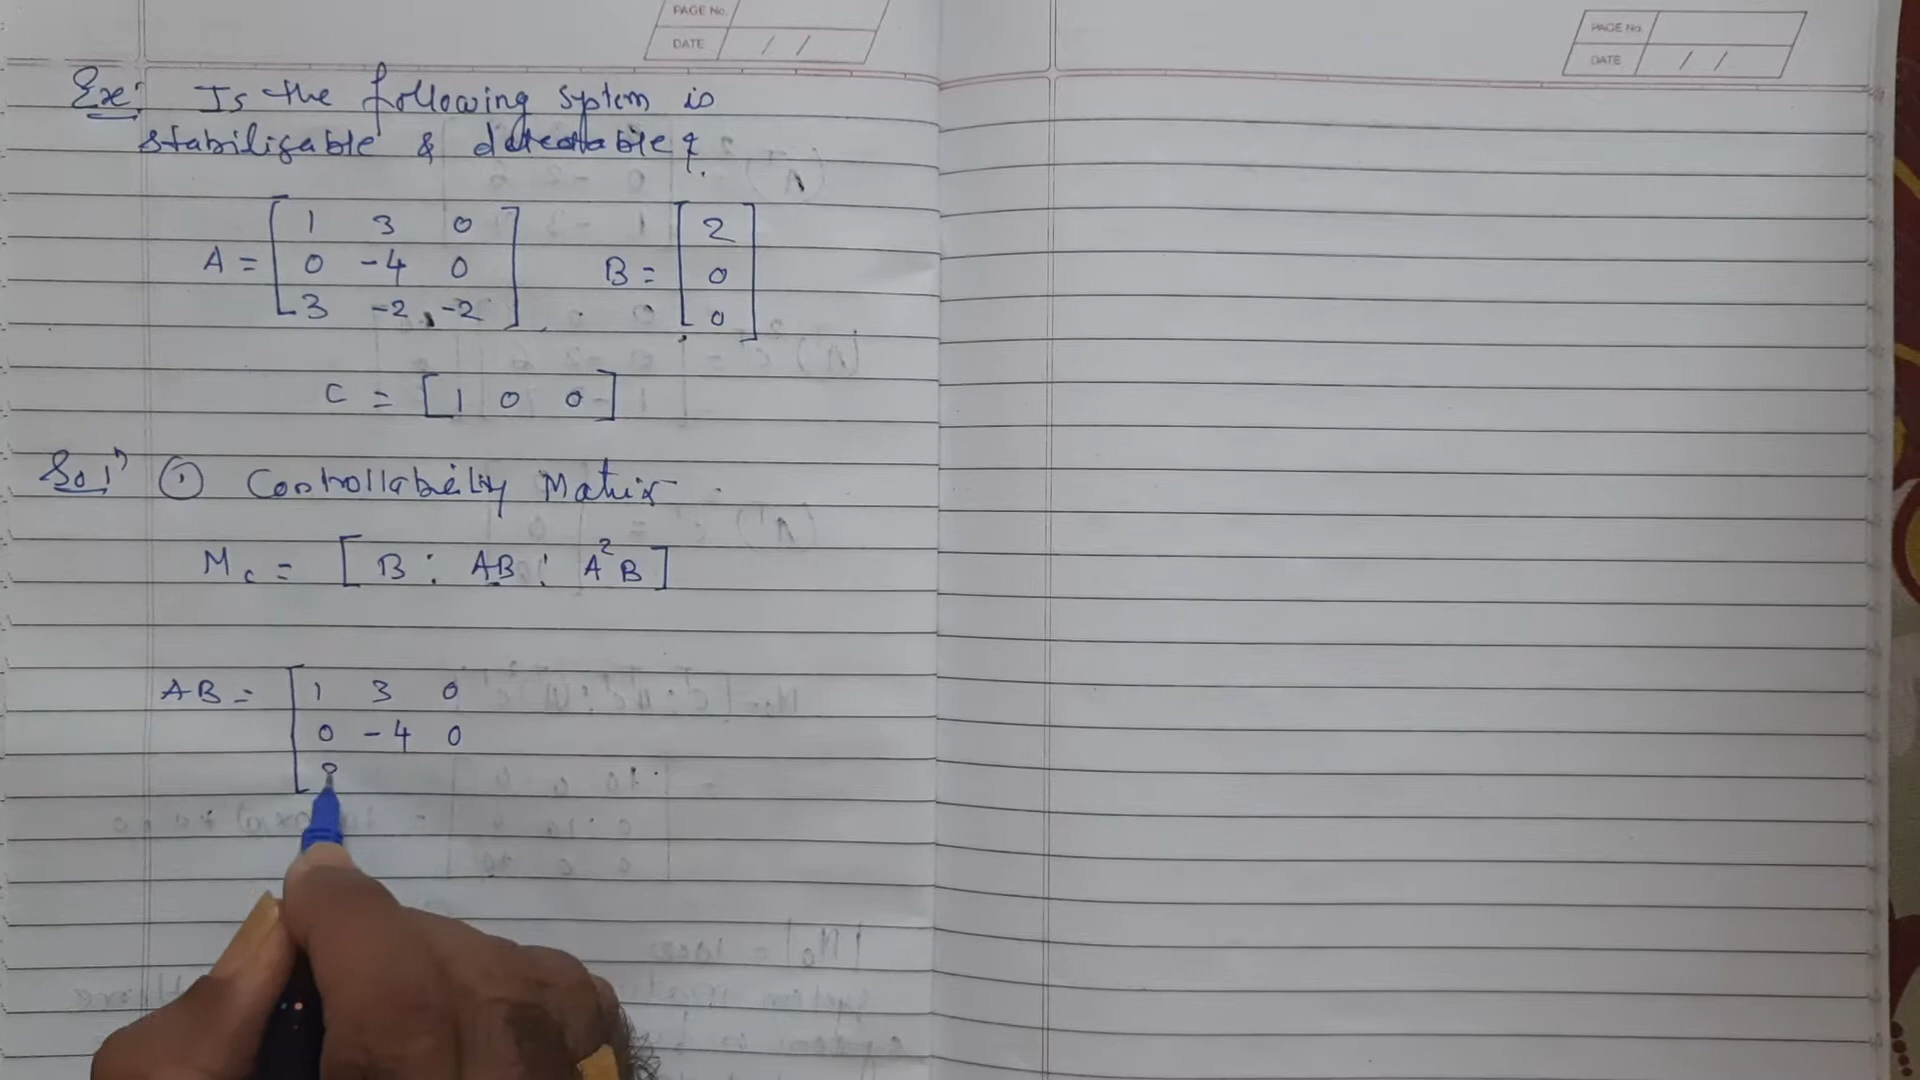 PAGE No.
DATE / /
PAGE No.
DATE / /
Ex: Is the following system is
stabilizable & detectable?
A = [ 1 3 0
0 -4 0
3 -2 -2 ]
B = [ 2
0
0 ]
C = [ 1 0 0 ]
Solⁿ ① Controllability Matrix
Mc = [ B : AB : A²B ]
AB = [ 1 3 0
0 -4 0